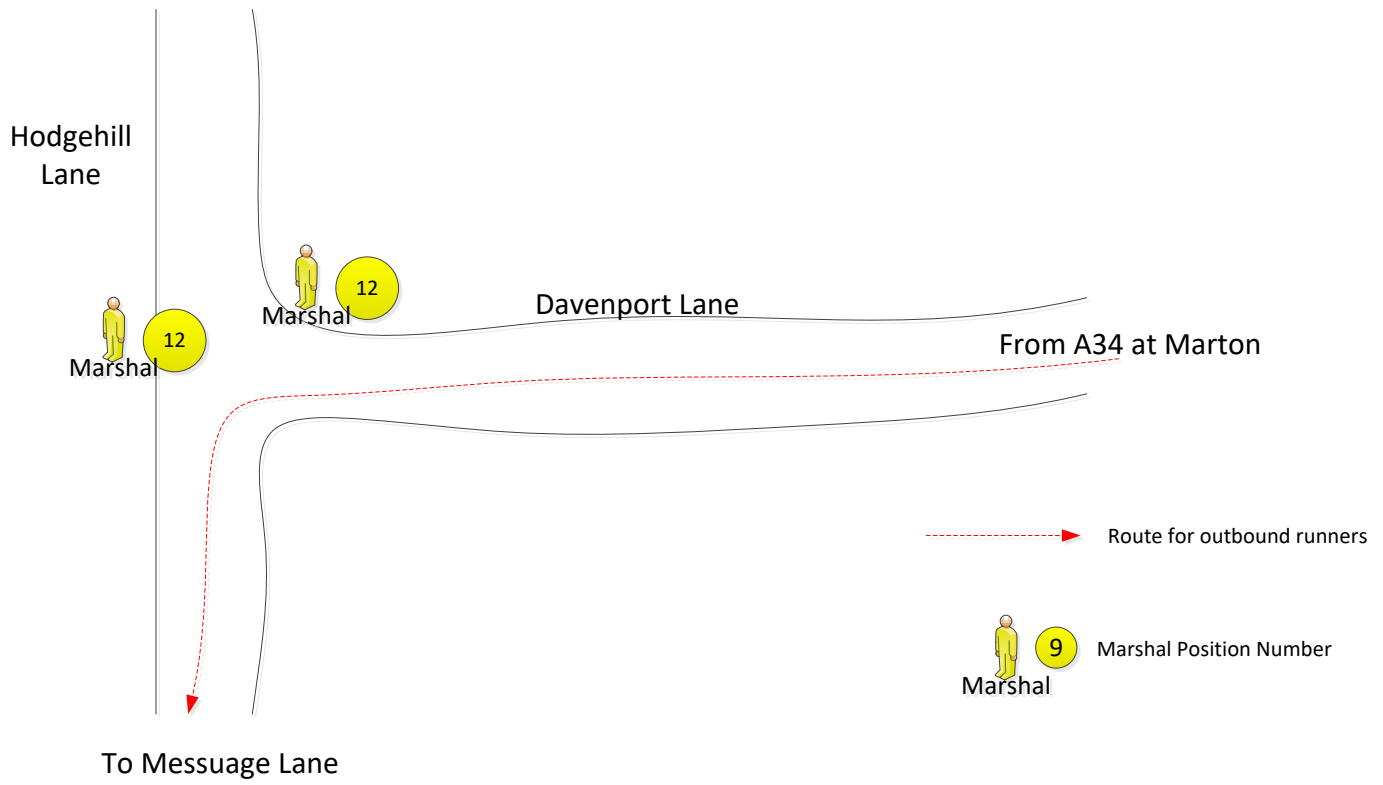 Hodgehill
Lane
12
Marshal
12
Marshal
Davenport Lane
From A34 at Marton
Route for outbound runners
9
Marshal Position Number
Marshal
To Messuage Lane